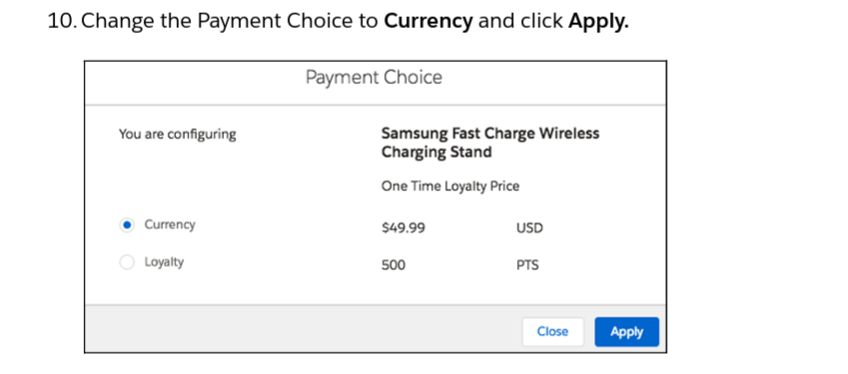 10. Change the Payment Choice to Currency and click Apply.
Payment Choice
You are configuring
Samsung Fast Charge Wireless
Charging Stand
One Time Loyalty Price
Currency $49.99 USD
Loyalty 500 PTS
Close Apply